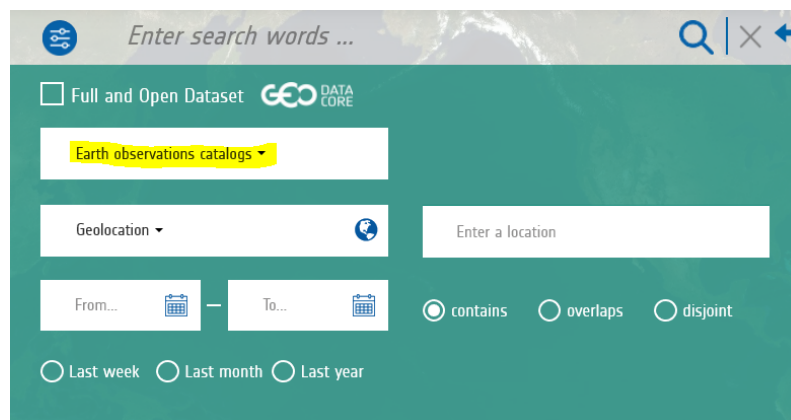 Enter search words ...
Full and Open Dataset GEO DATA CORE
Earth observations catalogs
Geolocation
Enter a location
From... — To...
contains overlaps disjoint
Last week Last month Last year